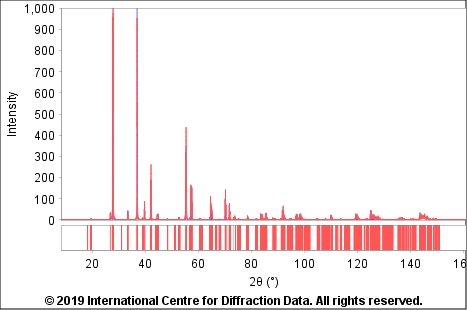 1,000
900
800
700
600
500
400
300
200
100
0
Intensity
20 40 60 80 100 120 140 16
2θ (°)
© 2019 International Centre for Diffraction Data. All rights reserved.